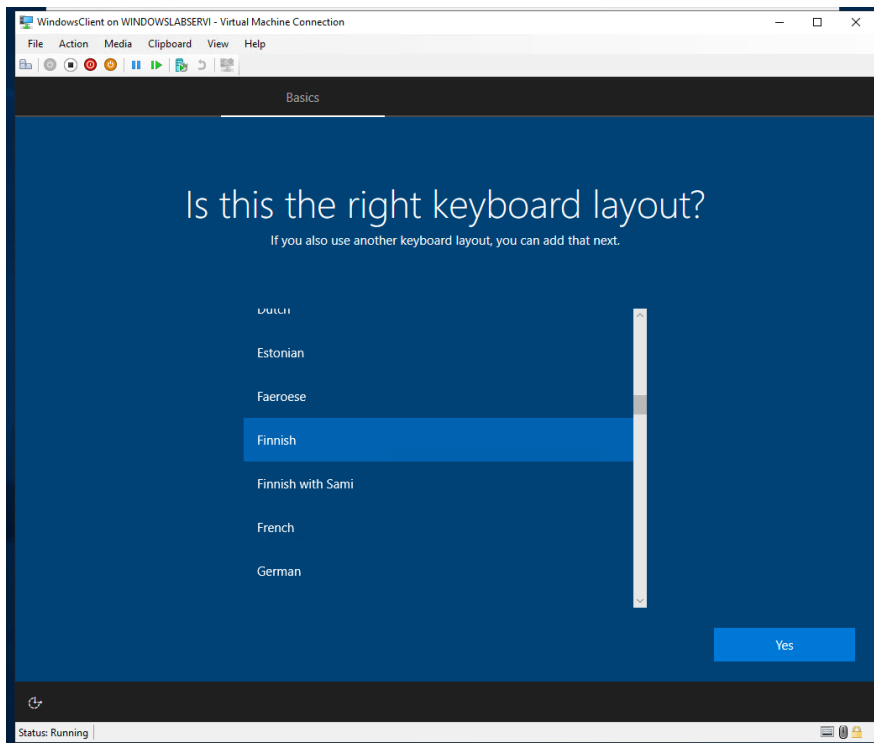 WindowsClient on WINDOWSLABSERVI - Virtual Machine Connection
File Action Media Clipboard View Help
Basics
Is this the right keyboard layout?
If you also use another keyboard layout, you can add that next.
Dutch
Estonian
Faeroese
Finnish
Finnish with Sami
French
German
Yes
Status: Running